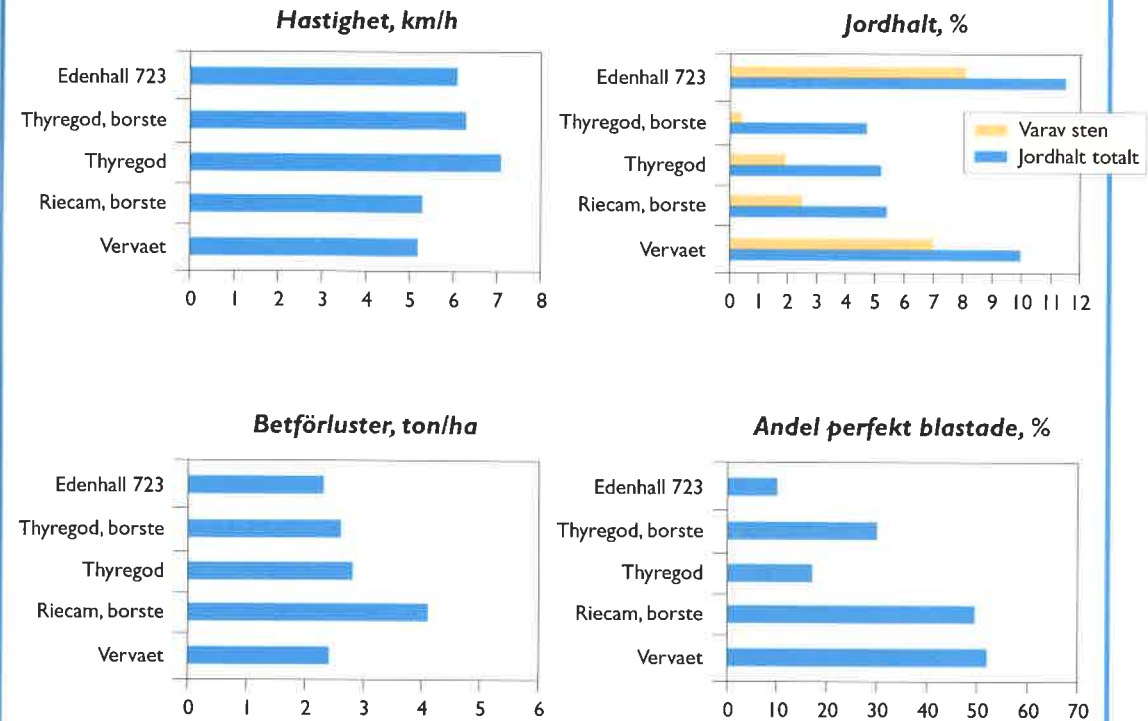 Hastighet, km/h
Edenhall 723
Thyregod, borste
Thyregod
Riecam, borste
Vervaet
0 1 2 3 4 5 6 7 8
Jordhalt, %
Edenhall 723
Thyregod, borste
Thyregod
Riecam, borste
Vervaet
Varav sten
Jordhalt totalt
0 1 2 3 4 5 6 7 8 9 10 11 12
Betförluster, ton/ha
Edenhall 723
Thyregod, borste
Thyregod
Riecam, borste
Vervaet
0 1 2 3 4 5 6
Andel perfekt blastade, %
Edenhall 723
Thyregod, borste
Thyregod
Riecam, borste
Vervaet
0 10 20 30 40 50 60 70